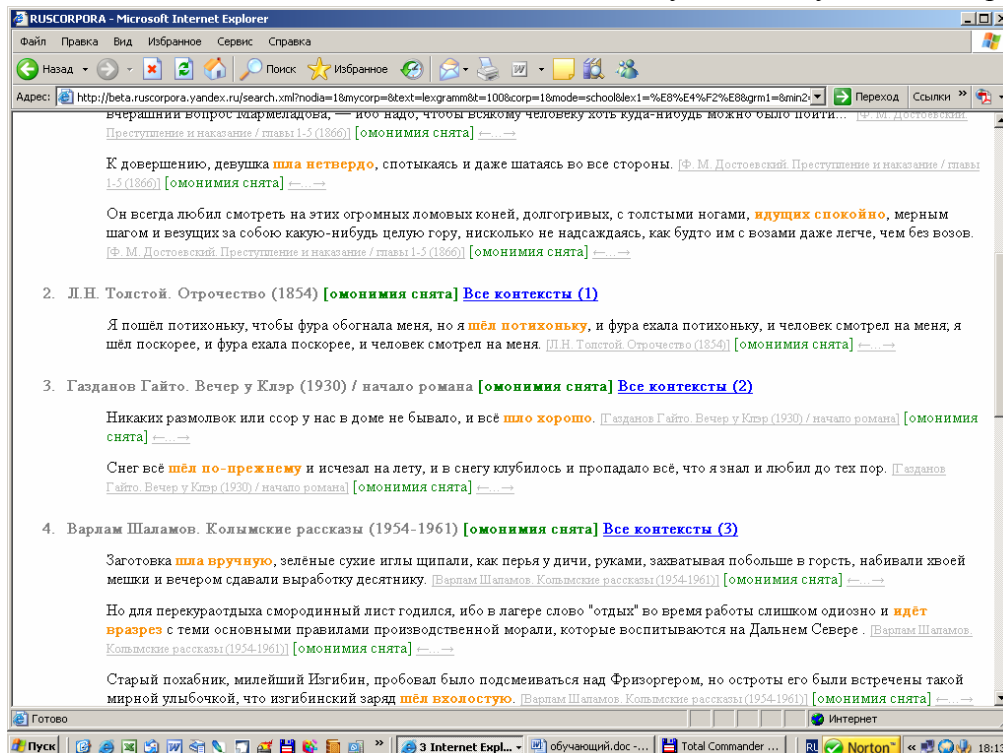 RUSCORPORA - Microsoft Internet Explorer
Файл Правка Вид Избранное Сервис Справка
Назад Поиск Избранное
Адрес: http://beta.ruscorpora.yandex.ru/search.xml?nodia=1&mycorp=&text=lexgramm&t=100&corp=1&mode=school&lex1=%E8%E4%F2%E8&grm1=&min2 Переход Ссылки »
вчерашний вопрос Мармеладова, — ибо надо, чтобы всякому человеку хоть куда-нибудь можно было пойти... [Ф. М. Достоевский.
Преступление и наказание / главы 1-5 (1866)] [омонимия снята] ←...→
К довершению, девушка шла нетвердо, спотыкаясь и даже шатаясь во все стороны. [Ф. М. Достоевский. Преступление и наказание / главы
1-5 (1866)] [омонимия снята] ←...→
Он всегда любил смотреть на этих огромных ломовых коней, долгогривых, с толстыми ногами, идущих спокойно, мерным
шагом и везущих за собою какую-нибудь целую гору, нисколько не надсаждаясь, как будто им с возами даже легче, чем без возов.
[Ф. М. Достоевский. Преступление и наказание / главы 1-5 (1866)] [омонимия снята] ←...→
2. Л.Н. Толстой. Отрочество (1854) [омонимия снята] Все контексты (1)
Я пошёл потихоньку, чтобы фура обогнала меня, но я шёл потихоньку, и фура ехала потихоньку, и человек смотрел на меня; я
шёл поскорее, и фура ехала поскорее, и человек смотрел на меня. [Л.Н. Толстой. Отрочество (1854)] [омонимия снята] ←...→
3. Газданов Гайто. Вечер у Клэр (1930) / начало романа [омонимия снята] Все контексты (2)
Никаких размолвок или ссор у нас в доме не бывало, и всё шло хорошо. [Газданов Гайто. Вечер у Клэр (1930) / начало романа] [омонимия
снята] ←...→
Снег всё шёл по-прежнему и исчезал на лету, и в снегу клубилось и пропадало всё, что я знал и любил до тех пор. [Газданов
Гайто. Вечер у Клэр (1930) / начало романа] [омонимия снята] ←...→
4. Варлам Шаламов. Колымские рассказы (1954-1961) [омонимия снята] Все контексты (3)
Заготовка шла вручную, зелёные сухие иглы щипали, как перья у дичи, руками, захватывая побольше в горсть, набивали хвоей
мешки и вечером сдавали выработку десятнику. [Варлам Шаламов. Колымские рассказы (1954-1961)] [омонимия снята] ←...→
Но для перекураотдыха смородинный лист годился, ибо в лагере слово "отдых" во время работы слишком одиозно и идёт
вразрез с теми основными правилами производственной морали, которые воспитываются на Дальнем Севере . [Варлам Шаламов.
Колымские рассказы (1954-1961)] [омонимия снята] ←...→
Старый похабник, милейший Изгибин, пробовал было подсмеиваться над Фризоргером, но остроты его были встречены такой
мирной улыбочкой, что изгибинский заряд шёл вхолостую. [Варлам Шаламов. Колымские рассказы (1954-1961)] [омонимия снята] ←...→
Готово Интернет
Пуск » 3 Internet Expl... обучающий.doc -... Total Commander ... RL Norton « 18:13